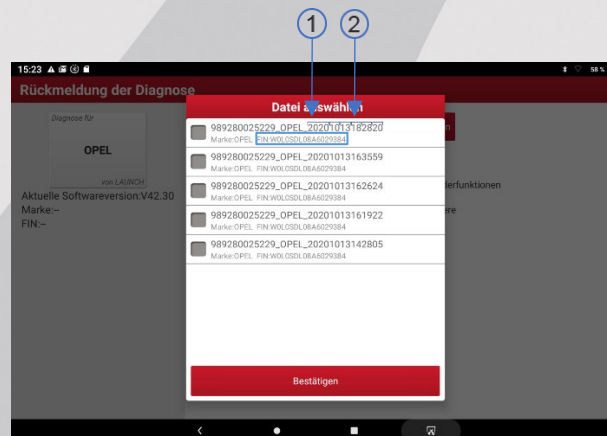 1 2
15:23 58 %
Rückmeldung der Diagnose
Datei auswählen
Diagnose für
OPEL
von LAUNCH
Aktuelle Softwareversion:V42.30
Marke:--
FIN:--
989280025229_OPEL_20201013182820
Marke:OPEL FIN:W0L0SDL08A6029384
989280025229_OPEL_20201013163559
Marke:OPEL FIN:W0L0SDL08A6029384
989280025229_OPEL_20201013162624
Marke:OPEL FIN:W0L0SDL08A6029384
989280025229_OPEL_20201013161922
Marke:OPEL FIN:W0L0SDL08A6029384
989280025229_OPEL_20201013142805
Marke:OPEL FIN:W0L0SDL08A6029384
Bestätigen